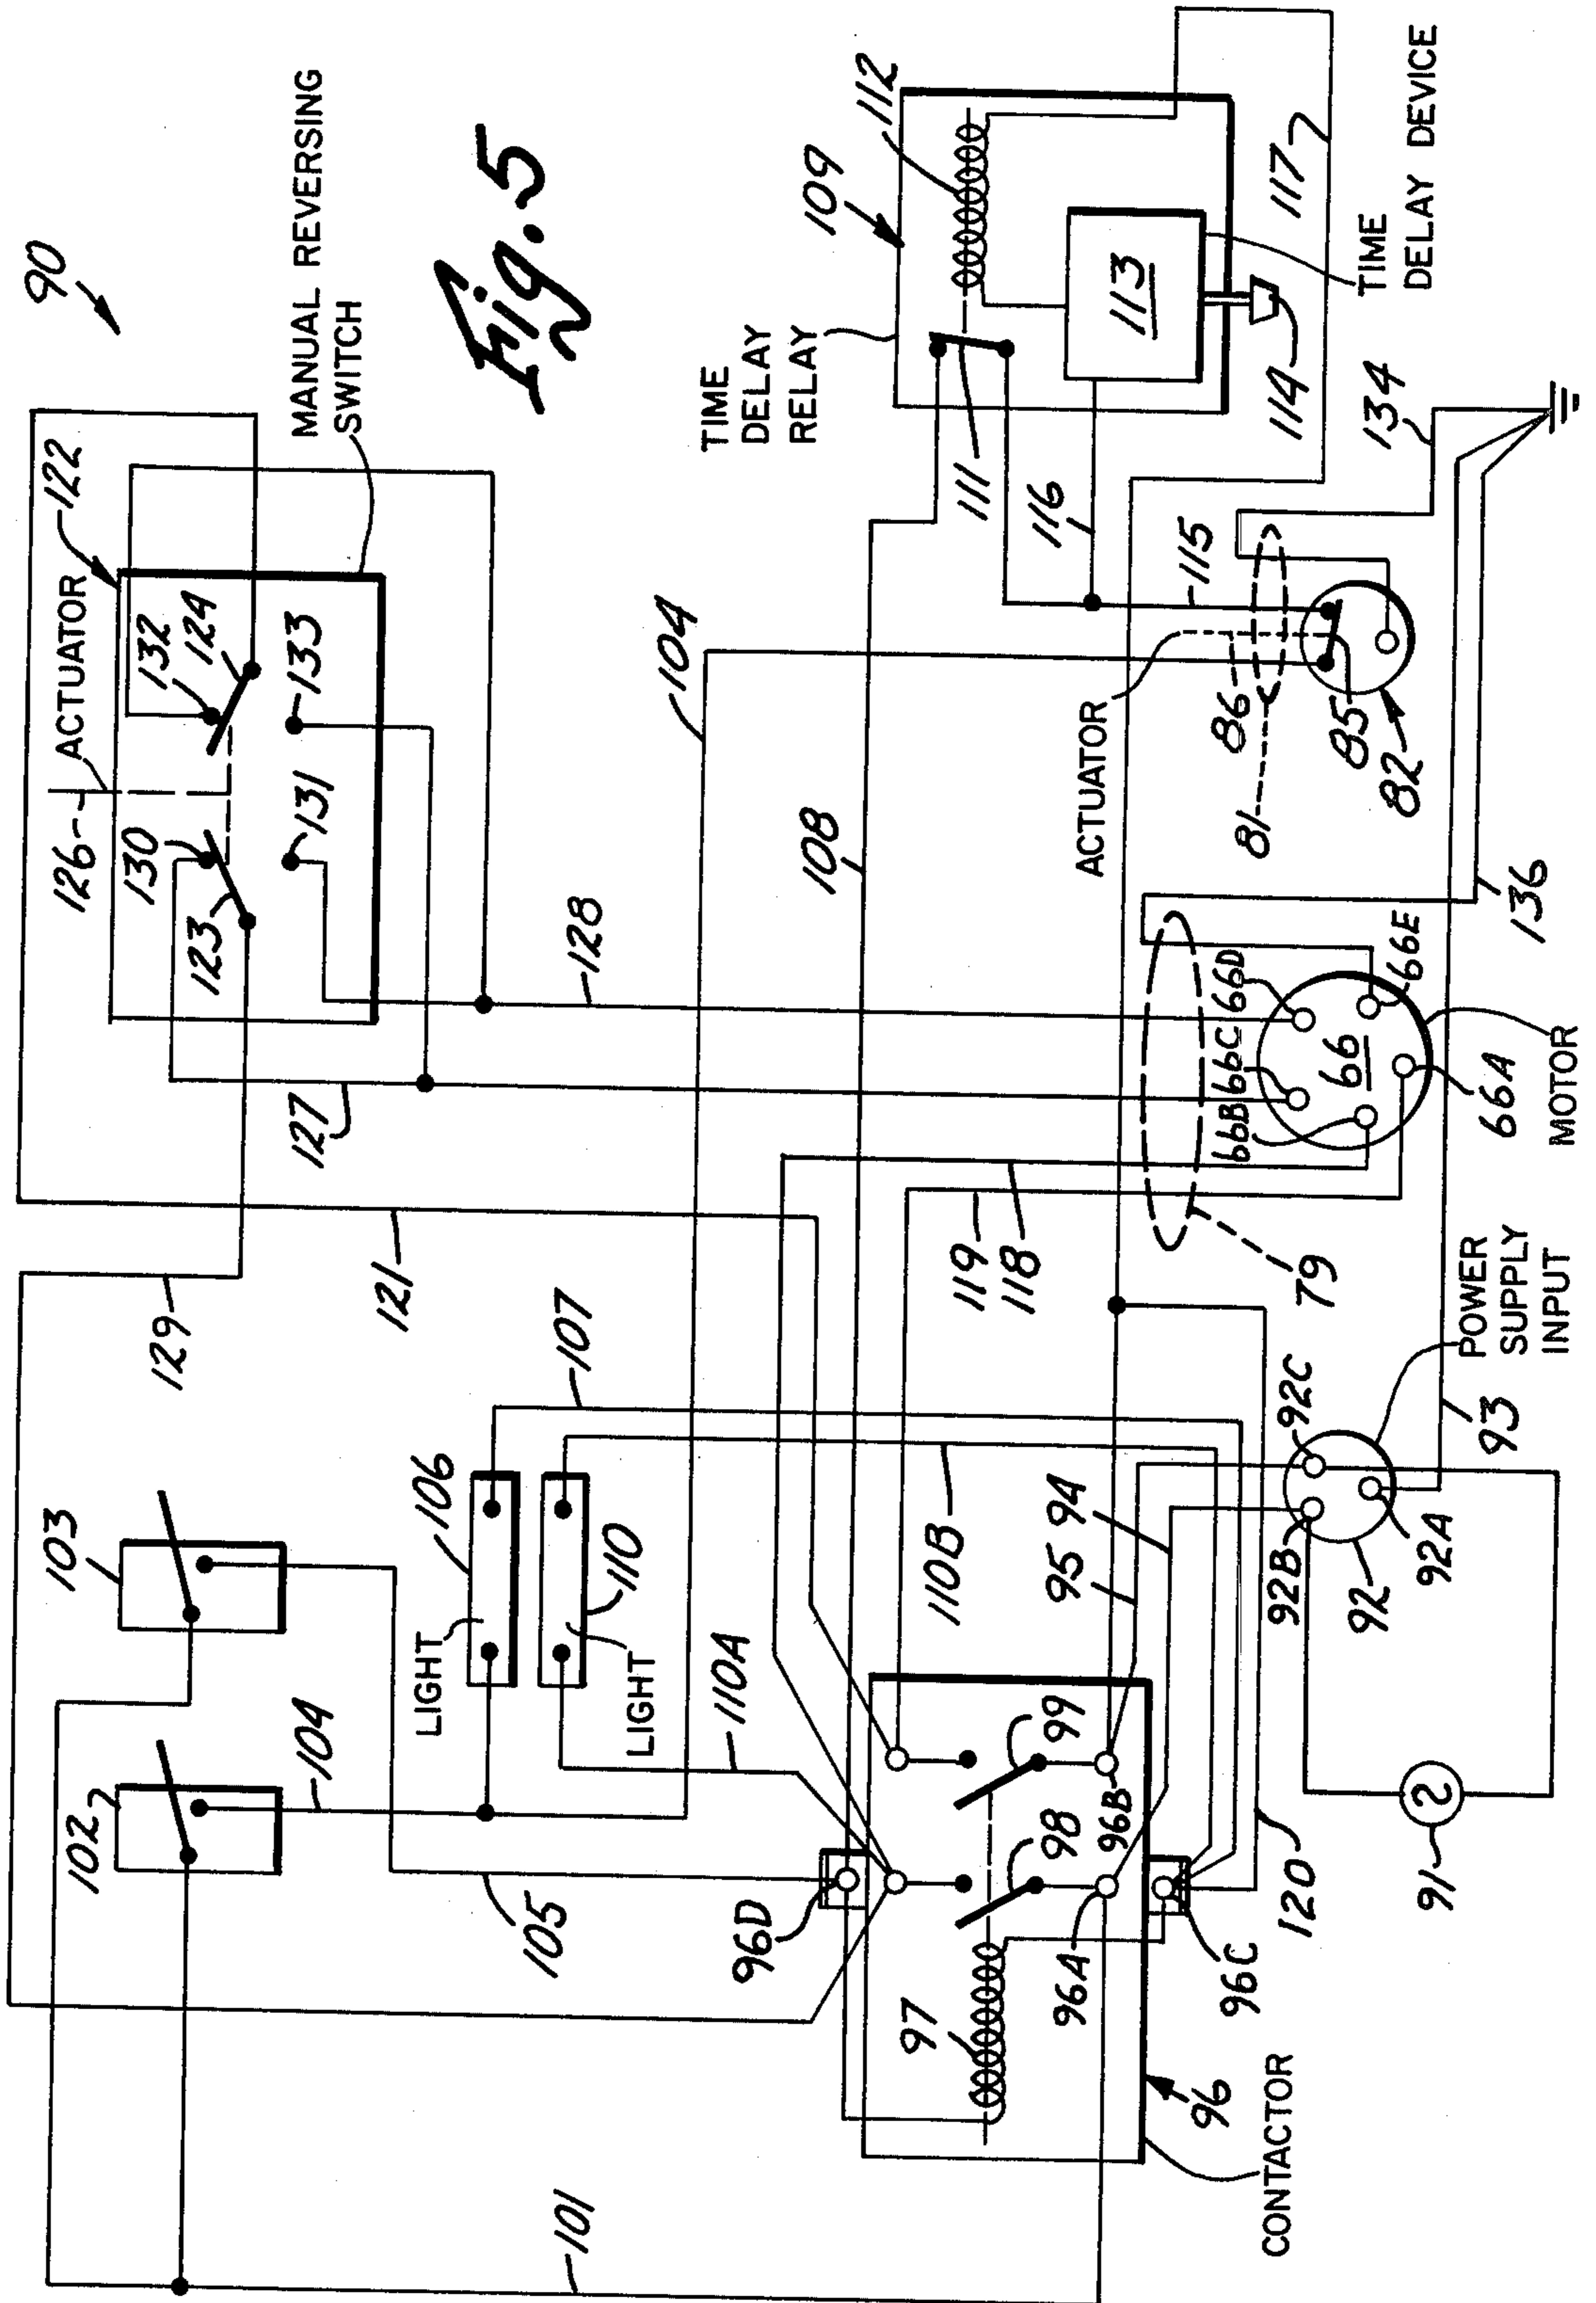 90
Fig. 5
126
ACTUATOR
122
MANUAL REVERSING
SWITCH
130
132
124
123
131
133
129
127
128
121
103
102
104
105
101
106
LIGHT
107
110
LIGHT
110A
110B
104
108
TIME
DELAY
RELAY
109
112
111
113
114
TIME
DELAY DEVICE
117
116
115
134
ACTUATOR
86
81
85
82
119
118
79
66B
66C
66D
66E
66
66A
MOTOR
136
POWER
SUPPLY
INPUT
93
92C
92B
92
92A
95
94
96D
97
98
99
96A
96B
96C
120
91
96
CONTACTOR